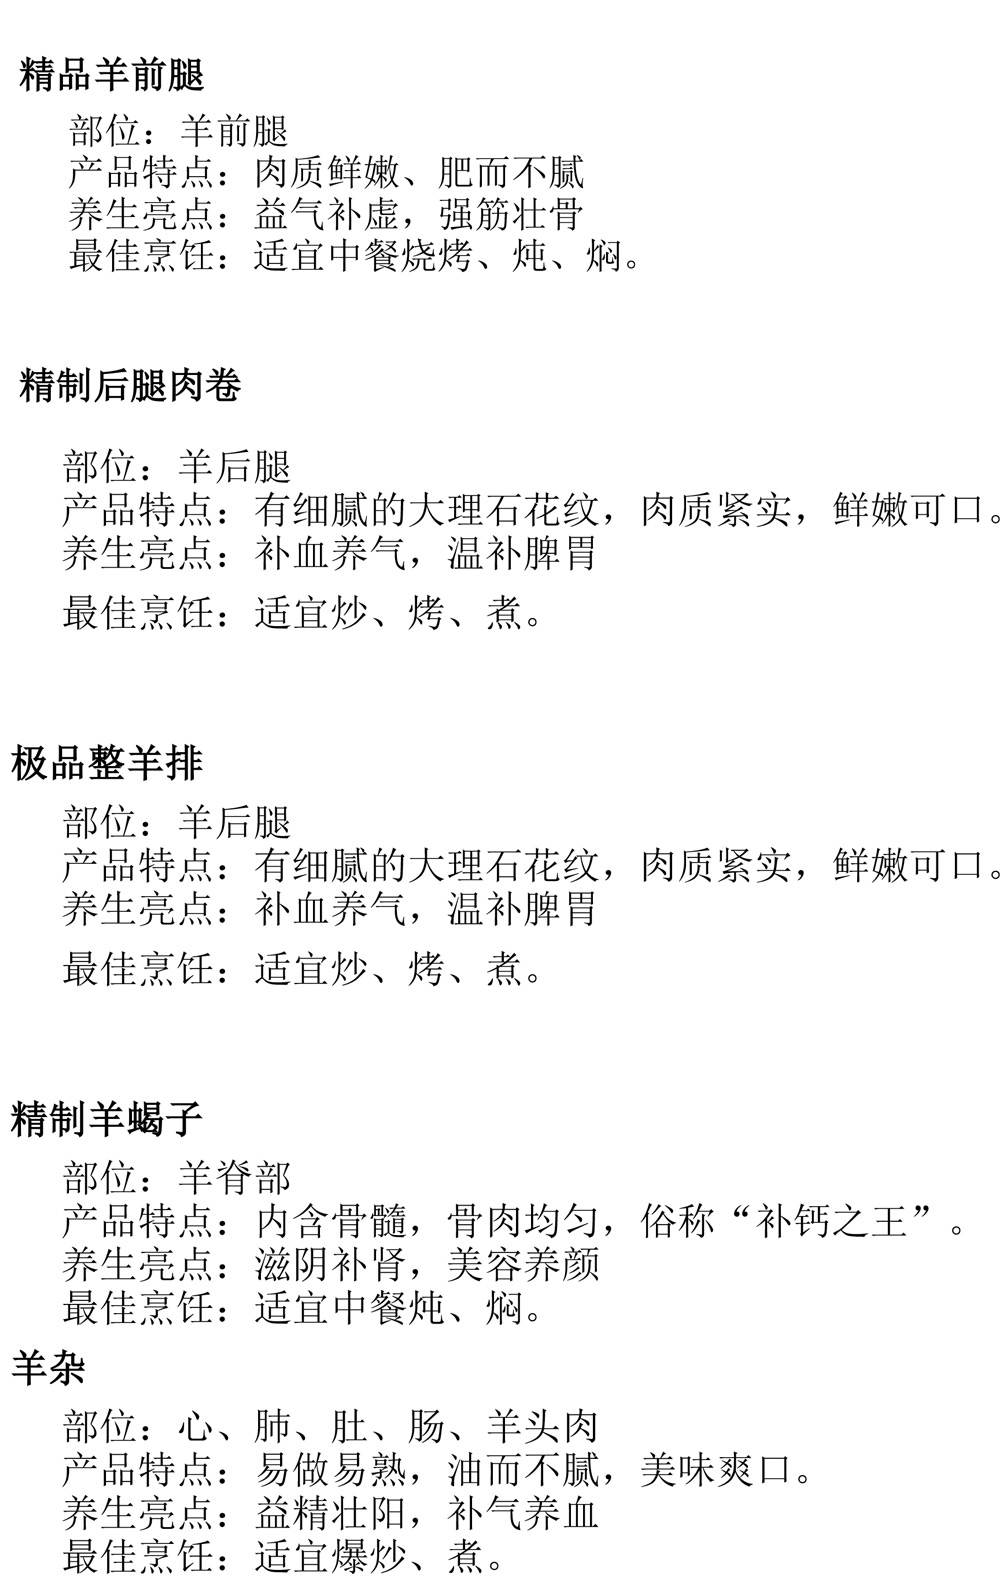 精品羊前腿
部位：羊前腿
产品特点：肉质鲜嫩、肥而不腻
养生亮点：益气补虚，强筋壮骨
最佳烹饪：适宜中餐烧烤、炖、焖。
精制后腿肉卷
部位：羊后腿
产品特点：有细腻的大理石花纹，肉质紧实，鲜嫩可口。
养生亮点：补血养气，温补脾胃
最佳烹饪：适宜炒、烤、煮。
极品整羊排
部位：羊后腿
产品特点：有细腻的大理石花纹，肉质紧实，鲜嫩可口。
养生亮点：补血养气，温补脾胃
最佳烹饪：适宜炒、烤、煮。
精制羊蝎子
部位：羊脊部
产品特点：内含骨髓，骨肉均匀，俗称“补钙之王”。
养生亮点：滋阴补肾，美容养颜
最佳烹饪：适宜中餐炖、焖。
羊杂
部位：心、肺、肚、肠、羊头肉
产品特点：易做易熟，油而不腻，美味爽口。
养生亮点：益精壮阳，补气养血
最佳烹饪：适宜爆炒、煮。